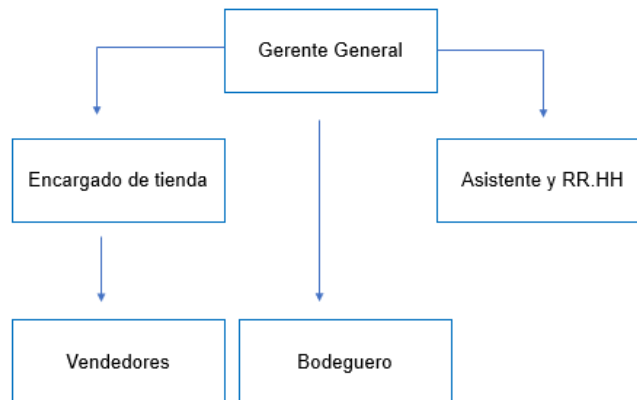 Gerente General
Encargado de tienda
Asistente y RR.HH
Vendedores
Bodeguero